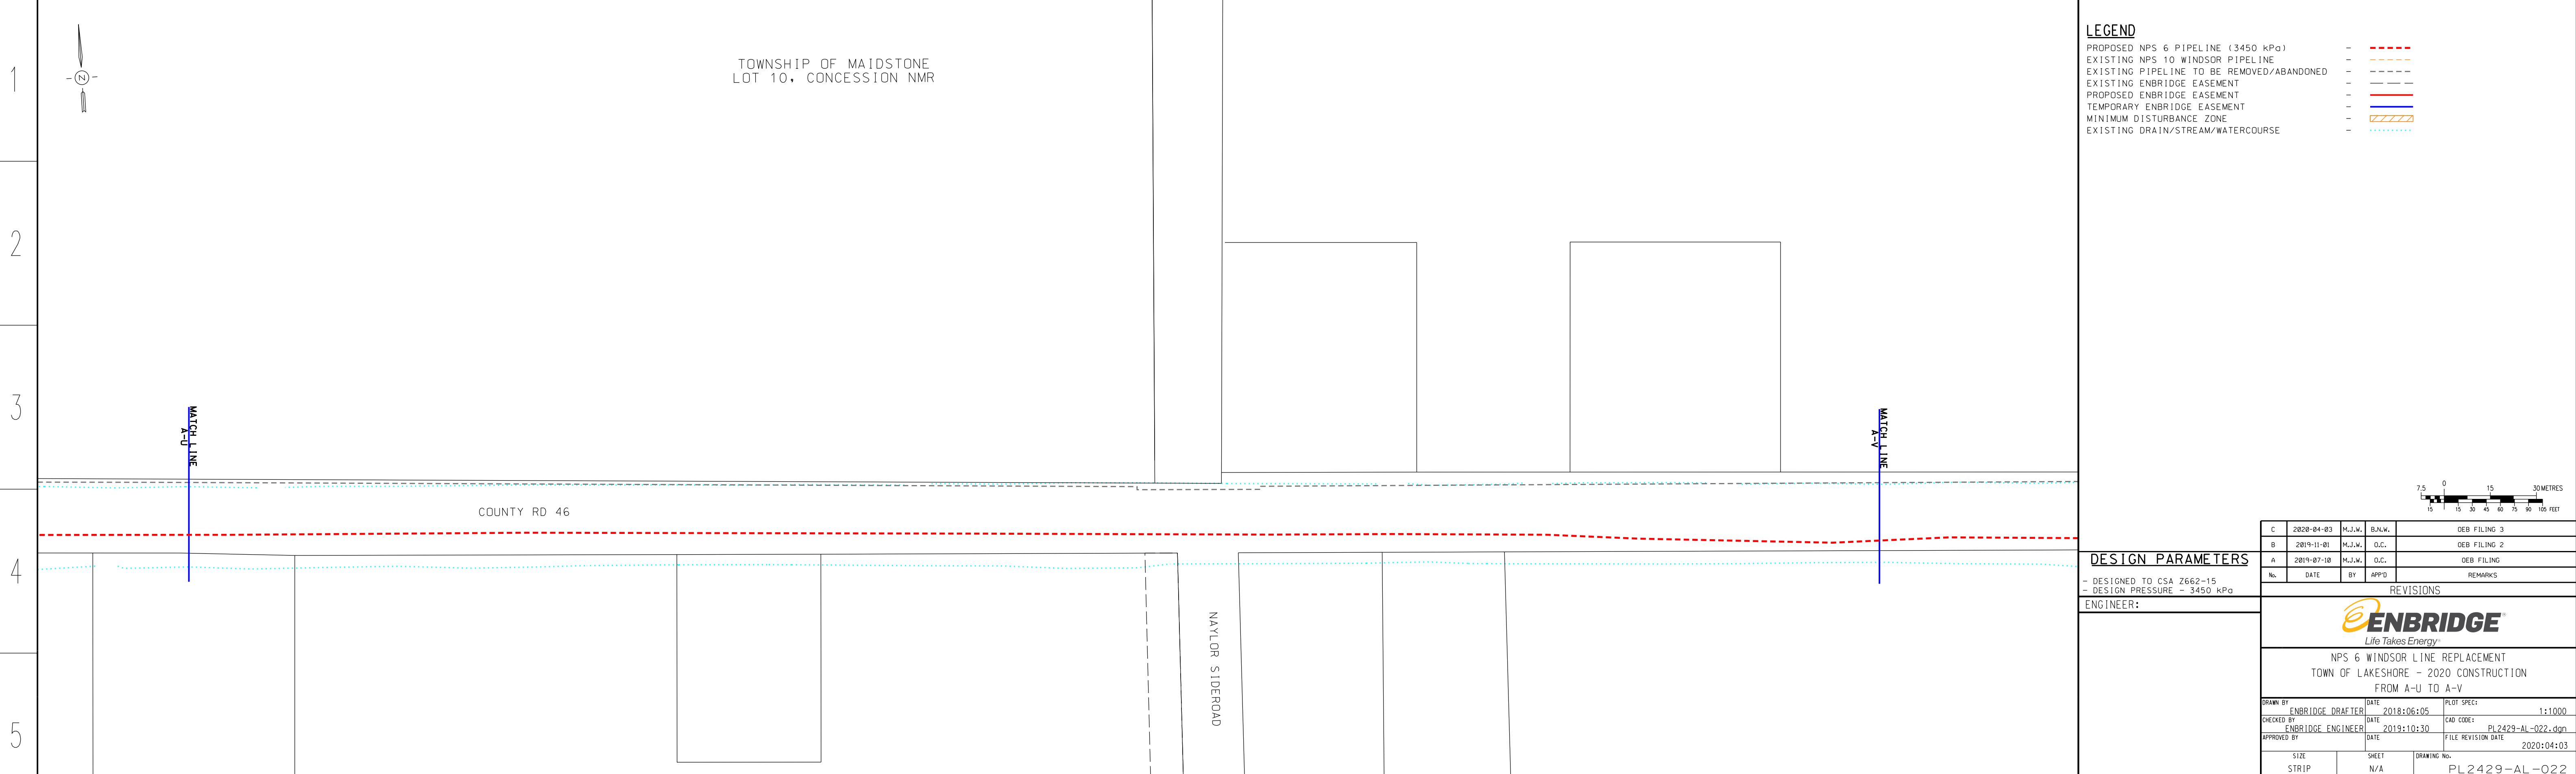 1
2
3
4
5
N
TOWNSHIP OF MAIDSTONE
LOT 10, CONCESSION NMR
MATCH LINE
A-U
MATCH LINE
A-V
COUNTY RD 46
NAYLOR SIDEROAD
LEGEND
PROPOSED NPS 6 PIPELINE (3450 kPa) -
EXISTING NPS 10 WINDSOR PIPELINE -
EXISTING PIPELINE TO BE REMOVED/ABANDONED -
EXISTING ENBRIDGE EASEMENT -
PROPOSED ENBRIDGE EASEMENT -
TEMPORARY ENBRIDGE EASEMENT -
MINIMUM DISTURBANCE ZONE -
EXISTING DRAIN/STREAM/WATERCOURSE -
7.5 0 15 30 METRES
15 15 30 45 60 75 90 105 FEET
DESIGN PARAMETERS
- DESIGNED TO CSA Z662-15
- DESIGN PRESSURE - 3450 kPa
ENGINEER:
C 2020-04-03 M.J.W. B.N.W. OEB FILING 3
B 2019-11-01 M.J.W. O.C. OEB FILING 2
A 2019-07-10 M.J.W. O.C. OEB FILING
No. DATE BY APP'D REMARKS
REVISIONS
ENBRIDGE
Life Takes Energy
NPS 6 WINDSOR LINE REPLACEMENT
TOWN OF LAKESHORE - 2020 CONSTRUCTION
FROM A-U TO A-V
DRAWN BY DATE PLOT SPEC:
ENBRIDGE DRAFTER 2018:06:05 1:1000
CHECKED BY DATE CAD CODE:
ENBRIDGE ENGINEER 2019:10:30 PL2429-AL-022.dgn
APPROVED BY DATE FILE REVISION DATE
2020:04:03
SIZE SHEET DRAWING No.
STRIP N/A PL2429-AL-022